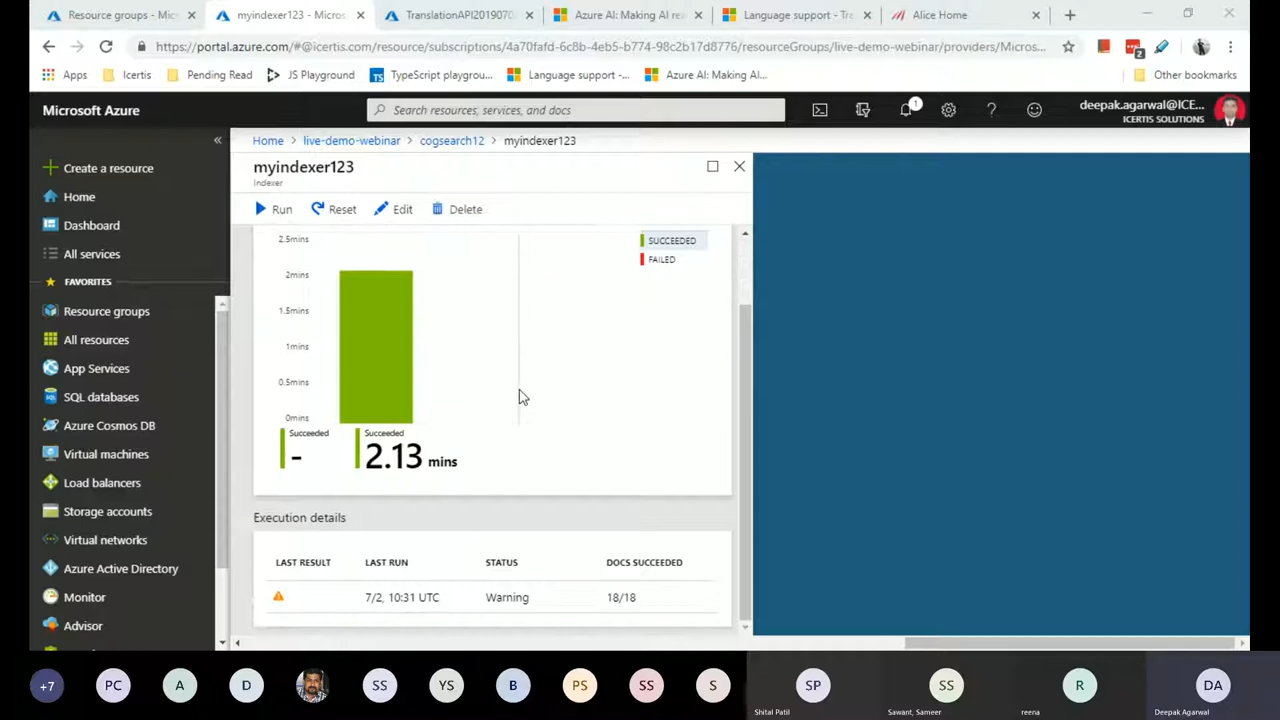 Resource groups - Mic
myindexer123 - Micros
TranslationAPI2019070
Azure AI: Making AI re
Language support - Tra
Alice Home
https://portal.azure.com/#@icertis.com/resource/subscriptions/4a70fafd-6c8b-4eb5-b774-98c2b17d8776/resourceGroups/live-demo-webinar/providers/Micros...
2
Apps
Icertis
Pending Read
JS Playground
TS
TypeScript playgrou...
Language support -...
Azure AI: Making AI...
Other bookmarks
Microsoft Azure
Search resources, services, and docs
1
deepak.agarwal@ICE...
ICERTIS SOLUTIONS
Home > live-demo-webinar > cogsearch12 > myindexer123
Create a resource
Home
Dashboard
All services
FAVORITES
Resource groups
All resources
App Services
SQL databases
Azure Cosmos DB
Virtual machines
Load balancers
Storage accounts
Virtual networks
Azure Active Directory
Monitor
Advisor
myindexer123
Indexer
Run
Reset
Edit
Delete
2.5mins
2mins
1.5mins
1mins
0.5mins
0mins
SUCCEEDED
FAILED
Succeeded
-
Succeeded
2.13 mins
Execution details
LAST RESULT LAST RUN STATUS DOCS SUCCEEDED
7/2, 10:31 UTC Warning 18/18
+7
PC
A
D
SS
YS
B
PS
SS
S
SP
Shital Patil
SS
Sawant, Sameer
R
reena
DA
Deepak Agarwal